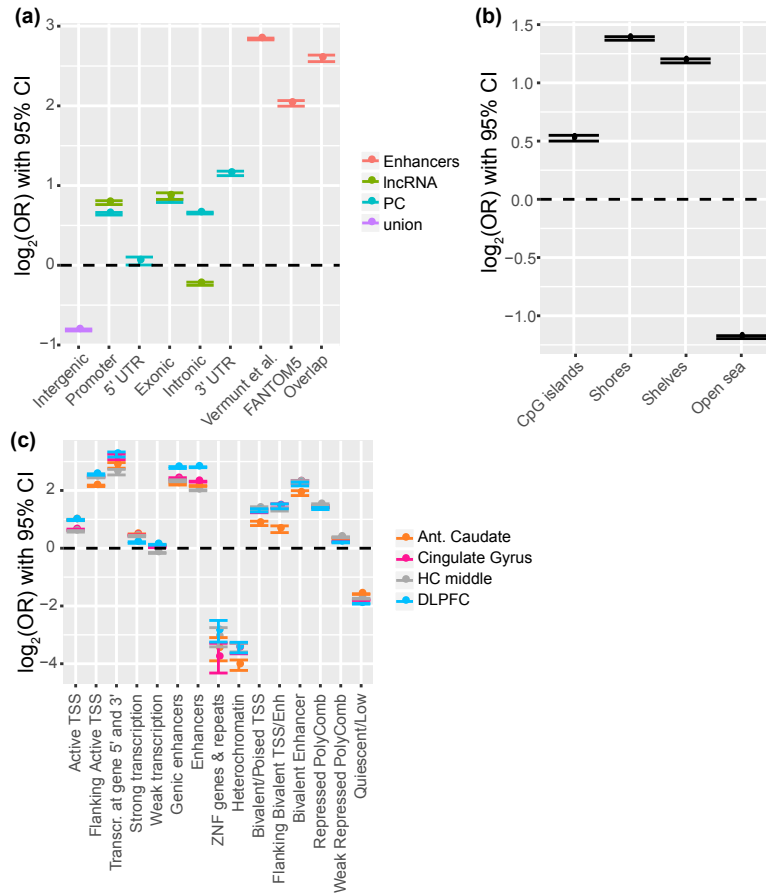 (a)
log2(OR) with 95% CI
3
2
1
0
−1
Intergenic
Promoter
5' UTR
Exonic
Intronic
3' UTR
Vermunt et al.
FANTOM5
Overlap
Enhancers
lncRNA
PC
union
(b)
log2(OR) with 95% CI
1.5
1.0
0.5
0.0
−0.5
−1.0
CpG islands
Shores
Shelves
Open sea
(c)
log2(OR) with 95% CI
2
0
−2
−4
Active TSS
Flanking Active TSS
Transcr. at gene 5' and 3'
Strong transcription
Weak transcription
Genic enhancers
Enhancers
ZNF genes & repeats
Heterochromatin
Bivalent/Poised TSS
Flanking Bivalent TSS/Enh
Bivalent Enhancer
Repressed PolyComb
Weak Repressed PolyComb
Quiescent/Low
Ant. Caudate
Cingulate Gyrus
HC middle
DLPFC